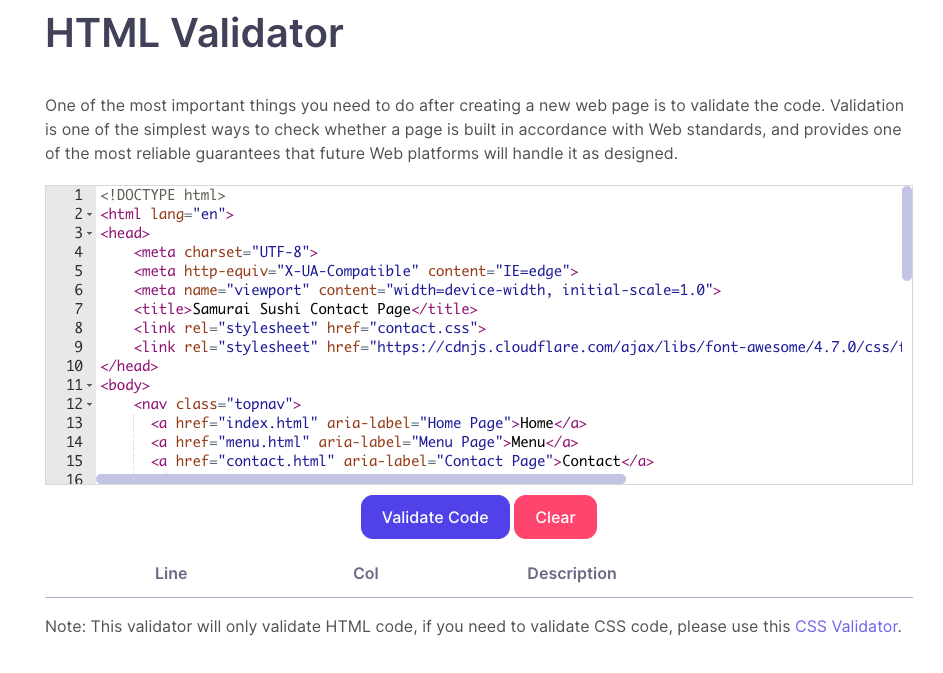 HTML Validator
One of the most important things you need to do after creating a new web page is to validate the code. Validation
is one of the simplest ways to check whether a page is built in accordance with Web standards, and provides one
of the most reliable guarantees that future Web platforms will handle it as designed.
1 <!DOCTYPE html>
2 <html lang="en">
3 <head>
4 <meta charset="UTF-8">
5 <meta http-equiv="X-UA-Compatible" content="IE=edge">
6 <meta name="viewport" content="width=device-width, initial-scale=1.0">
7 <title>Samurai Sushi Contact Page</title>
8 <link rel="stylesheet" href="contact.css">
9 <link rel="stylesheet" href="https://cdnjs.cloudflare.com/ajax/libs/font-awesome/4.7.0/css/f
10 </head>
11 <body>
12 <nav class="topnav">
13 <a href="index.html" aria-label="Home Page">Home</a>
14 <a href="menu.html" aria-label="Menu Page">Menu</a>
15 <a href="contact.html" aria-label="Contact Page">Contact</a>
16
Validate Code Clear
Line Col Description
Note: This validator will only validate HTML code, if you need to validate CSS code, please use this CSS Validator.